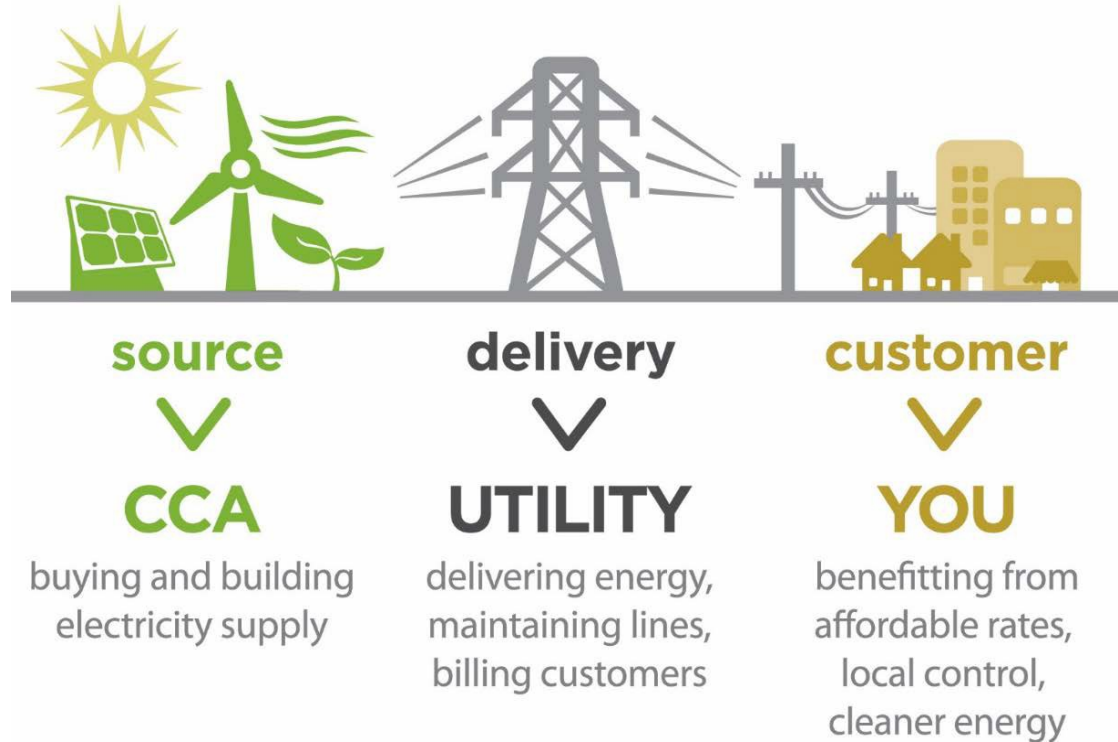 source
CCA
buying and building
electricity supply
delivery
UTILITY
delivering energy,
maintaining lines,
billing customers
customer
YOU
benefitting from
affordable rates,
local control,
cleaner energy